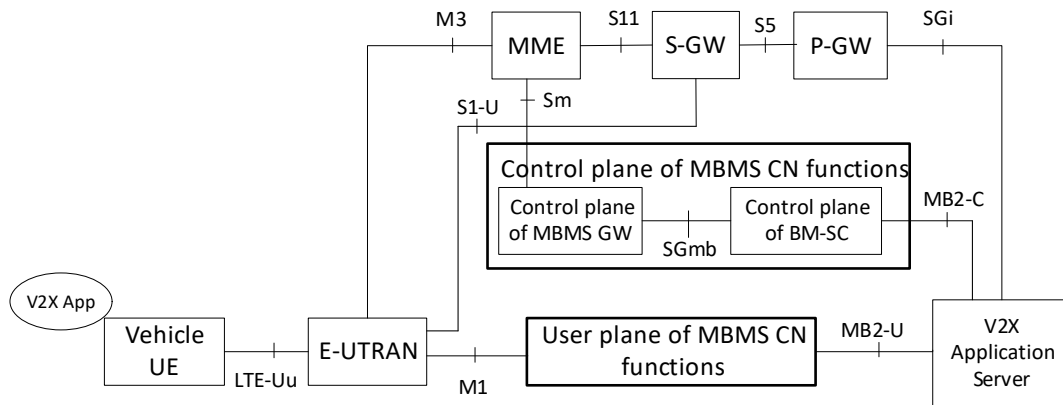 M3
S11
S5
SGi
MME
S-GW
P-GW
S1-U
Sm
Control plane of MBMS CN functions
Control plane
of MBMS GW
SGmb
Control plane
of BM-SC
MB2-C
V2X App
Vehicle
UE
LTE-Uu
E-UTRAN
M1
User plane of MBMS CN
functions
MB2-U
V2X
Application
Server